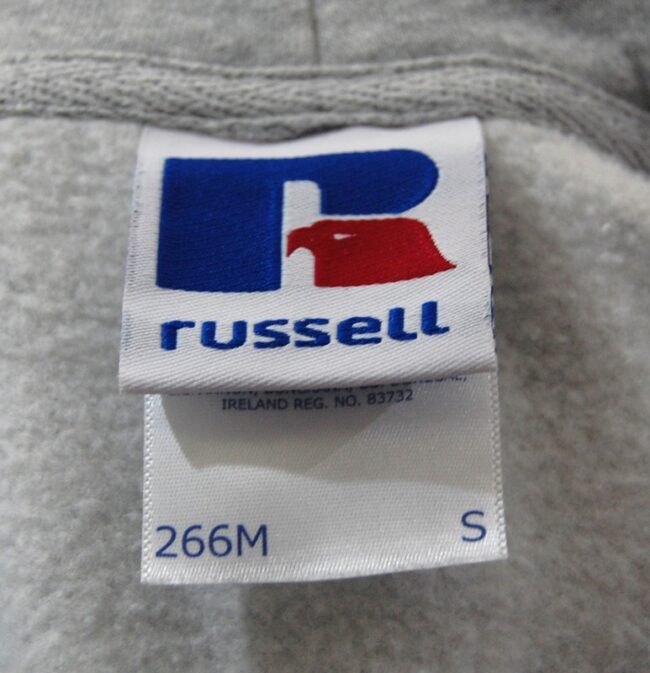 russell
IRELAND REG. NO. 83732
266M
S